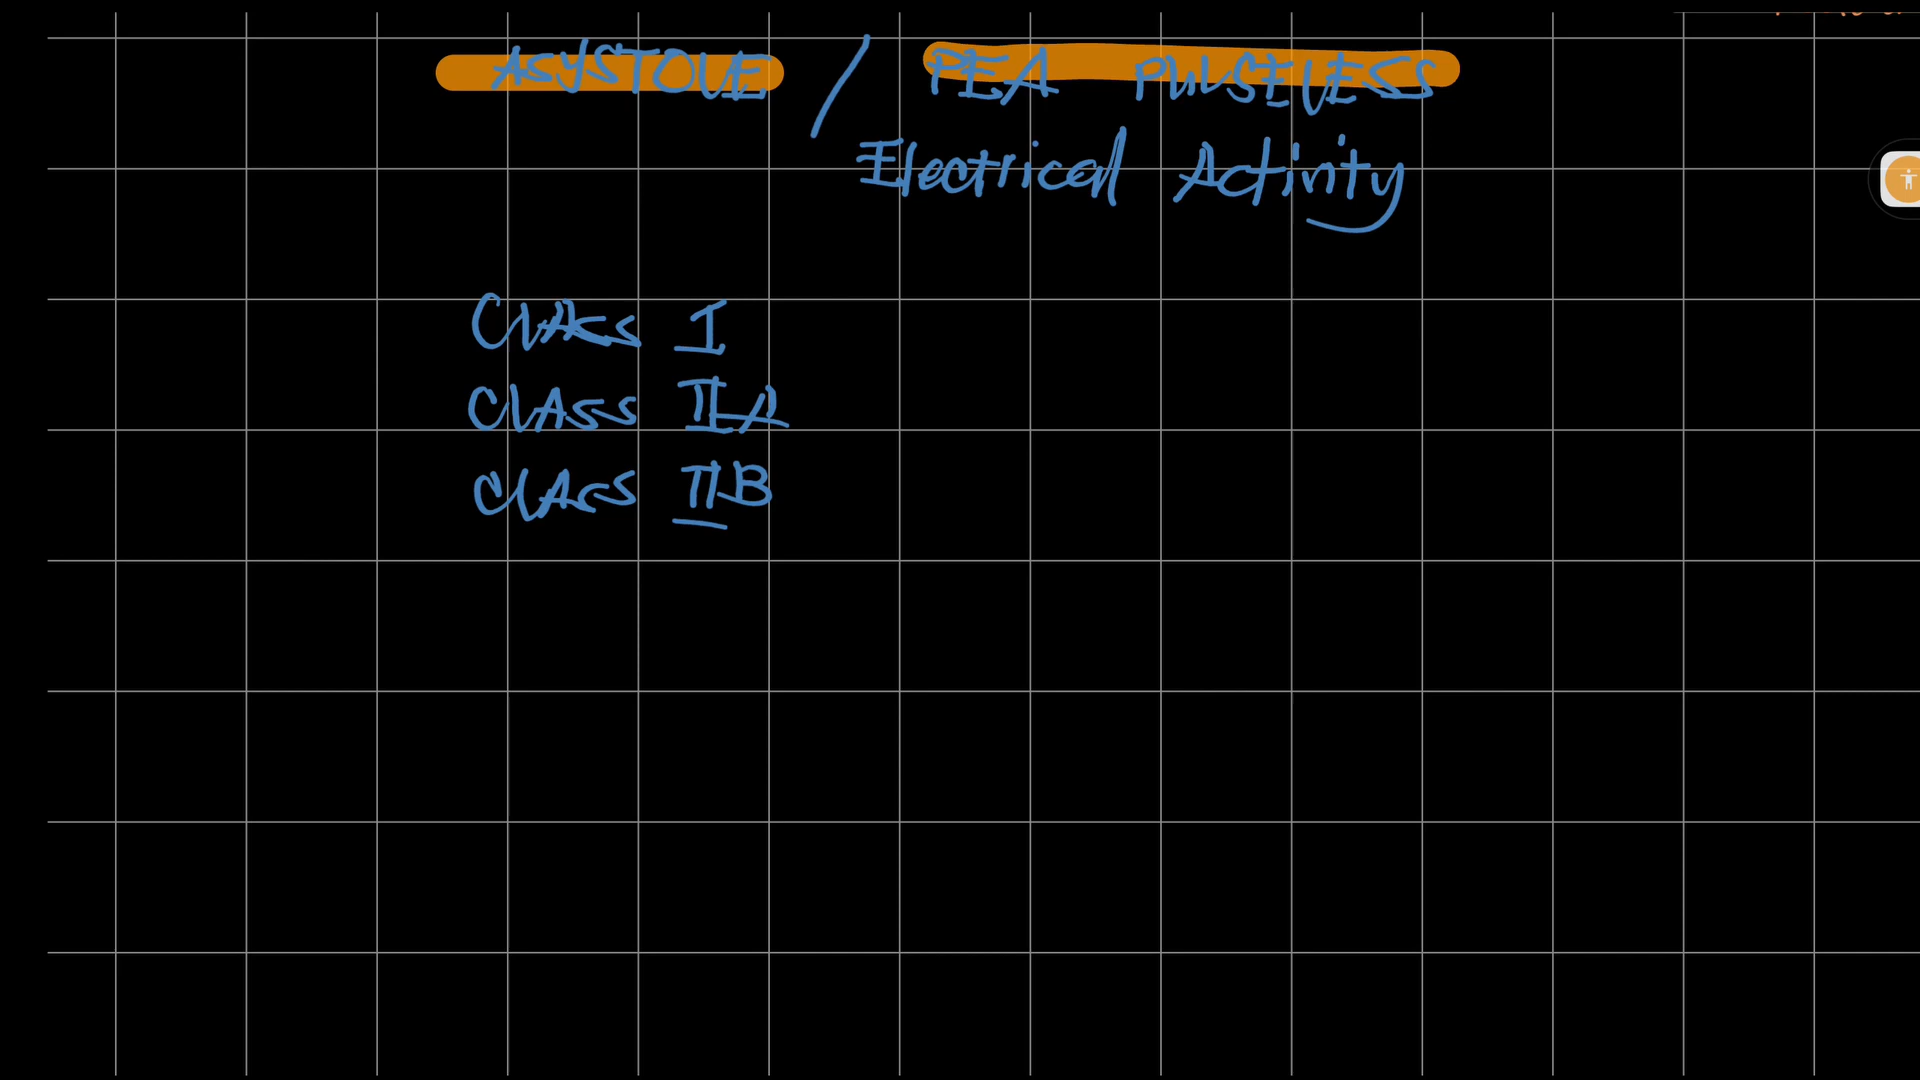 ASYSTOLE / PEA PULSELESS
Electrical Activity
CLASS I
CLASS IIA
CLASS IIB